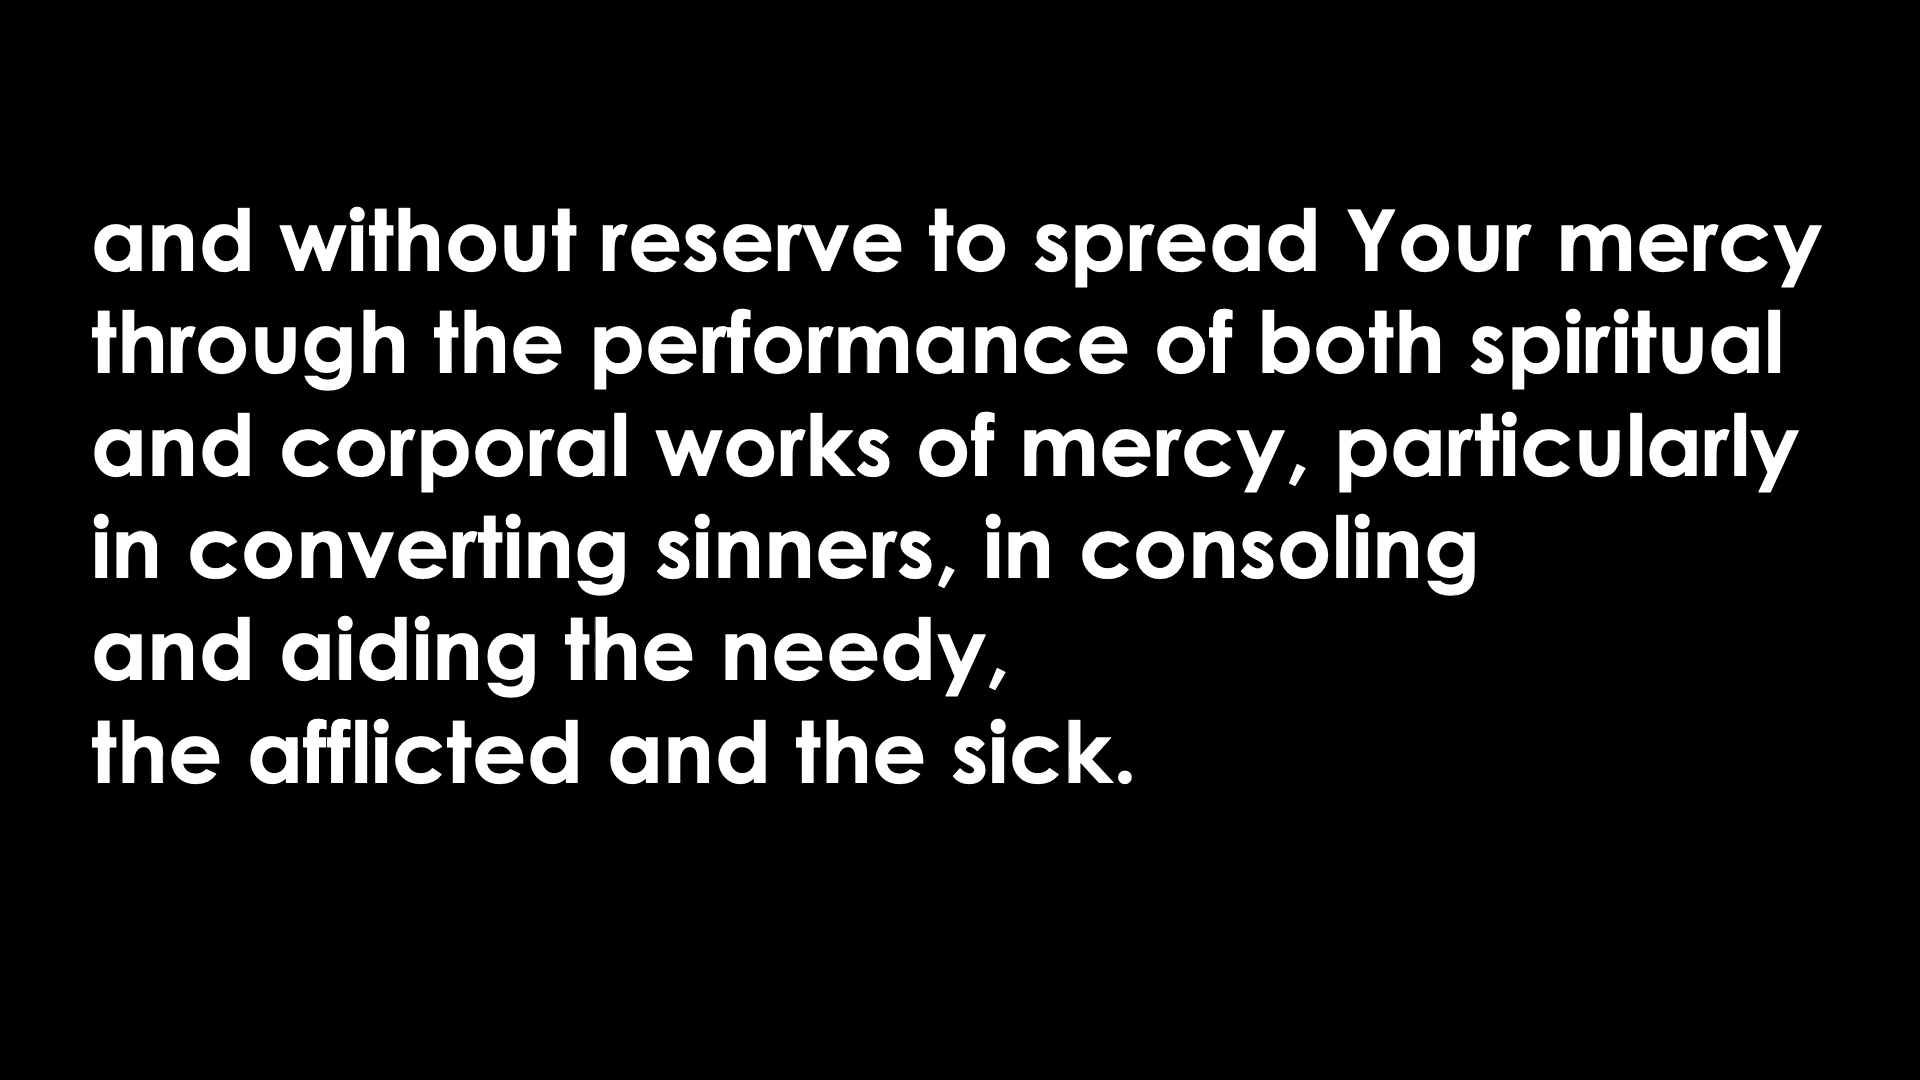 and without reserve to spread Your mercy
through the performance of both spiritual
and corporal works of mercy, particularly
in converting sinners, in consoling
and aiding the needy,
the afflicted and the sick.